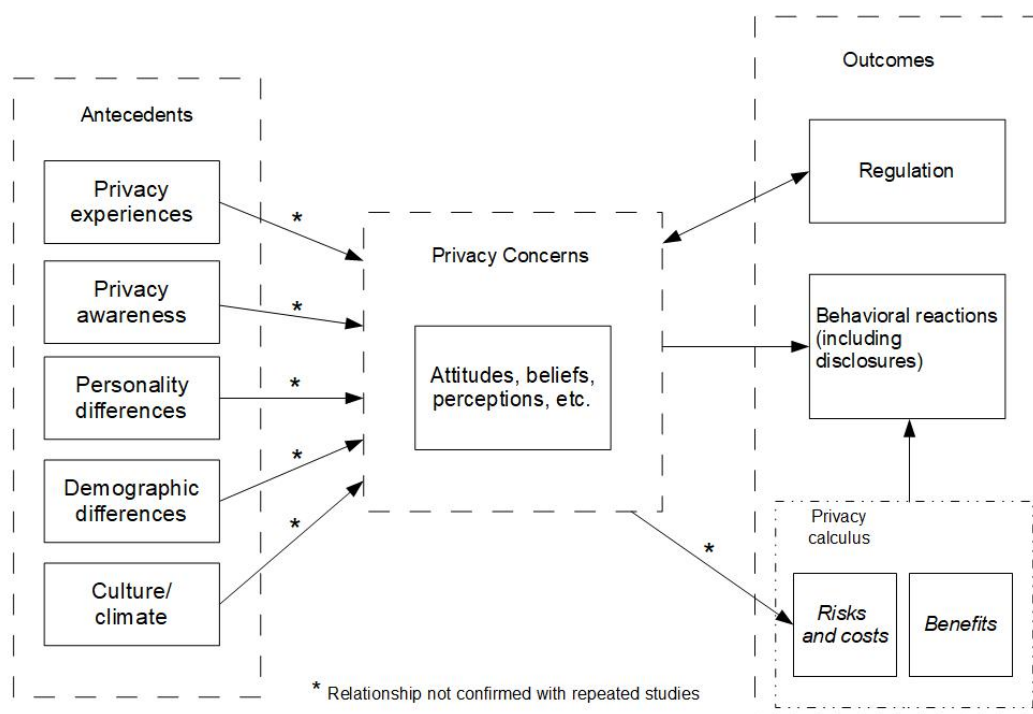 Antecedents
Privacy
experiences
Privacy
awareness
Personality
differences
Demographic
differences
Culture/
climate
*
*
*
*
*
Privacy Concerns
Attitudes, beliefs,
perceptions, etc.
*
Outcomes
Regulation
Behavioral reactions
(including
disclosures)
Privacy
calculus
Risks
and costs
Benefits
* Relationship not confirmed with repeated studies